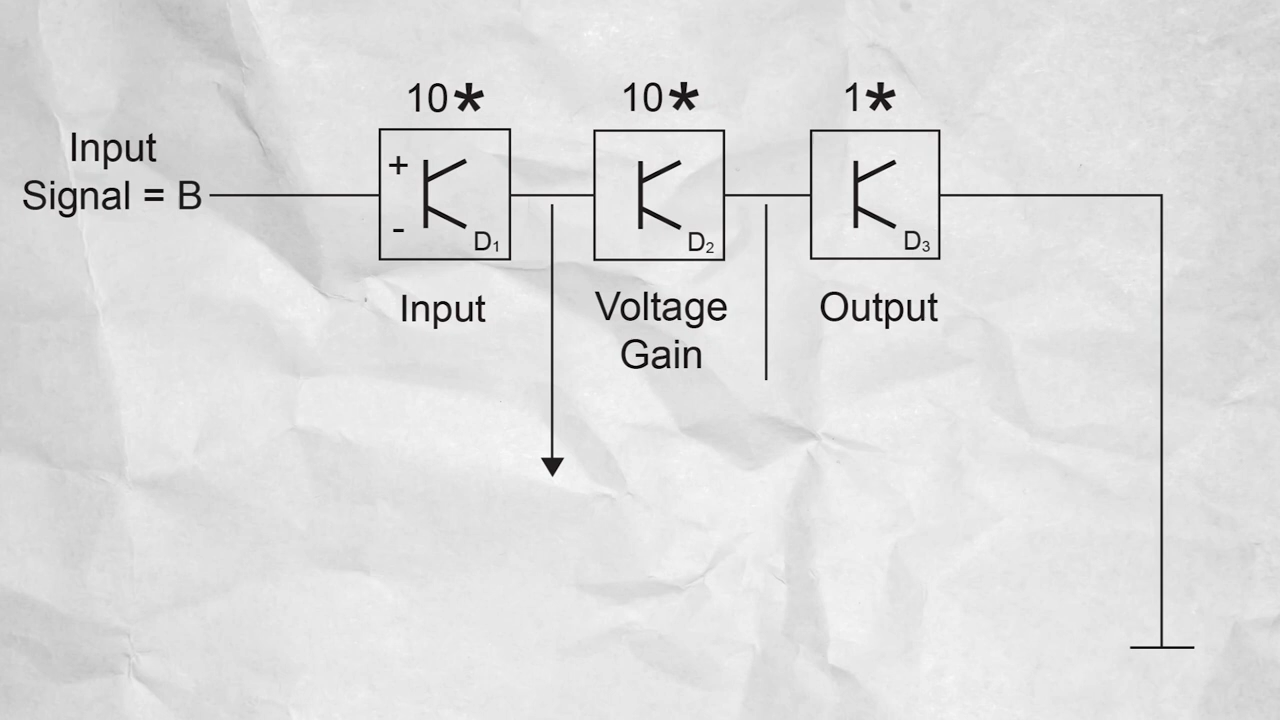 10* 10* 1*
Input
Signal = B
+
-
D₁ D₂ D₃
Input
Voltage
Gain
Output